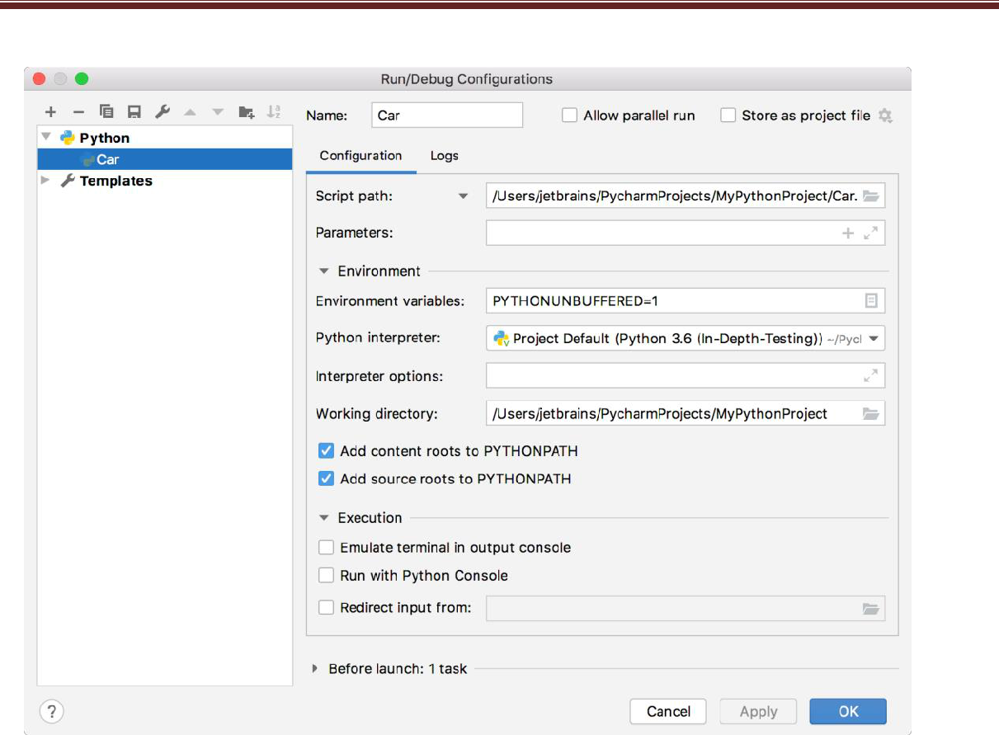 Run/Debug Configurations
Name: Car Allow parallel run Store as project file
Python
Car
Templates
Configuration Logs
Script path: /Users/jetbrains/PycharmProjects/MyPythonProject/Car.
Parameters:
Environment
Environment variables: PYTHONUNBUFFERED=1
Python interpreter: Project Default (Python 3.6 (In-Depth-Testing)) ~/Pycl
Interpreter options:
Working directory: /Users/jetbrains/PycharmProjects/MyPythonProject
Add content roots to PYTHONPATH
Add source roots to PYTHONPATH
Execution
Emulate terminal in output console
Run with Python Console
Redirect input from:
Before launch: 1 task
? Cancel Apply OK